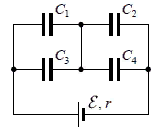 C₁ C₂
C₃ C₄
ℰ, r